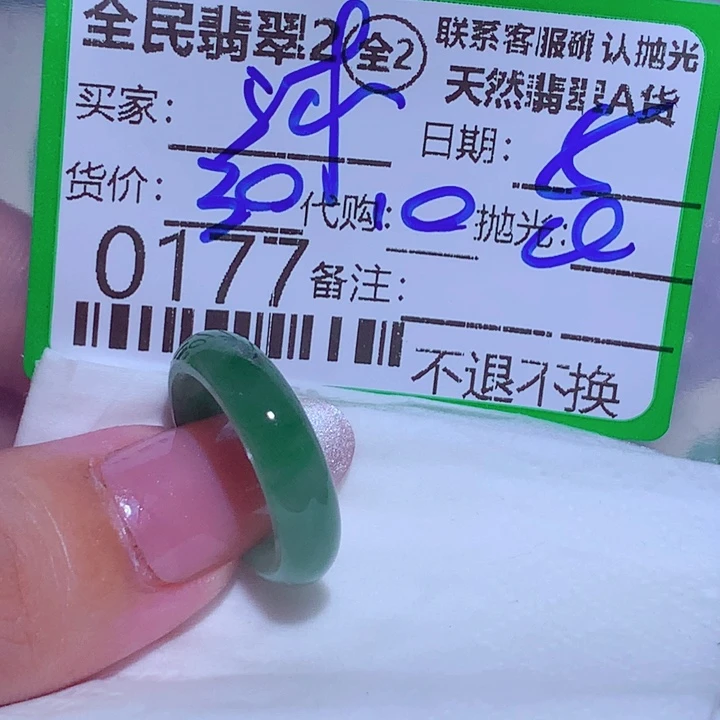 全民翡翠2 全2 联系客服确认抛光
天然翡翠A货
买家： 日期：
货价：30 代购：10 抛光：
0177 备注：
不退不换